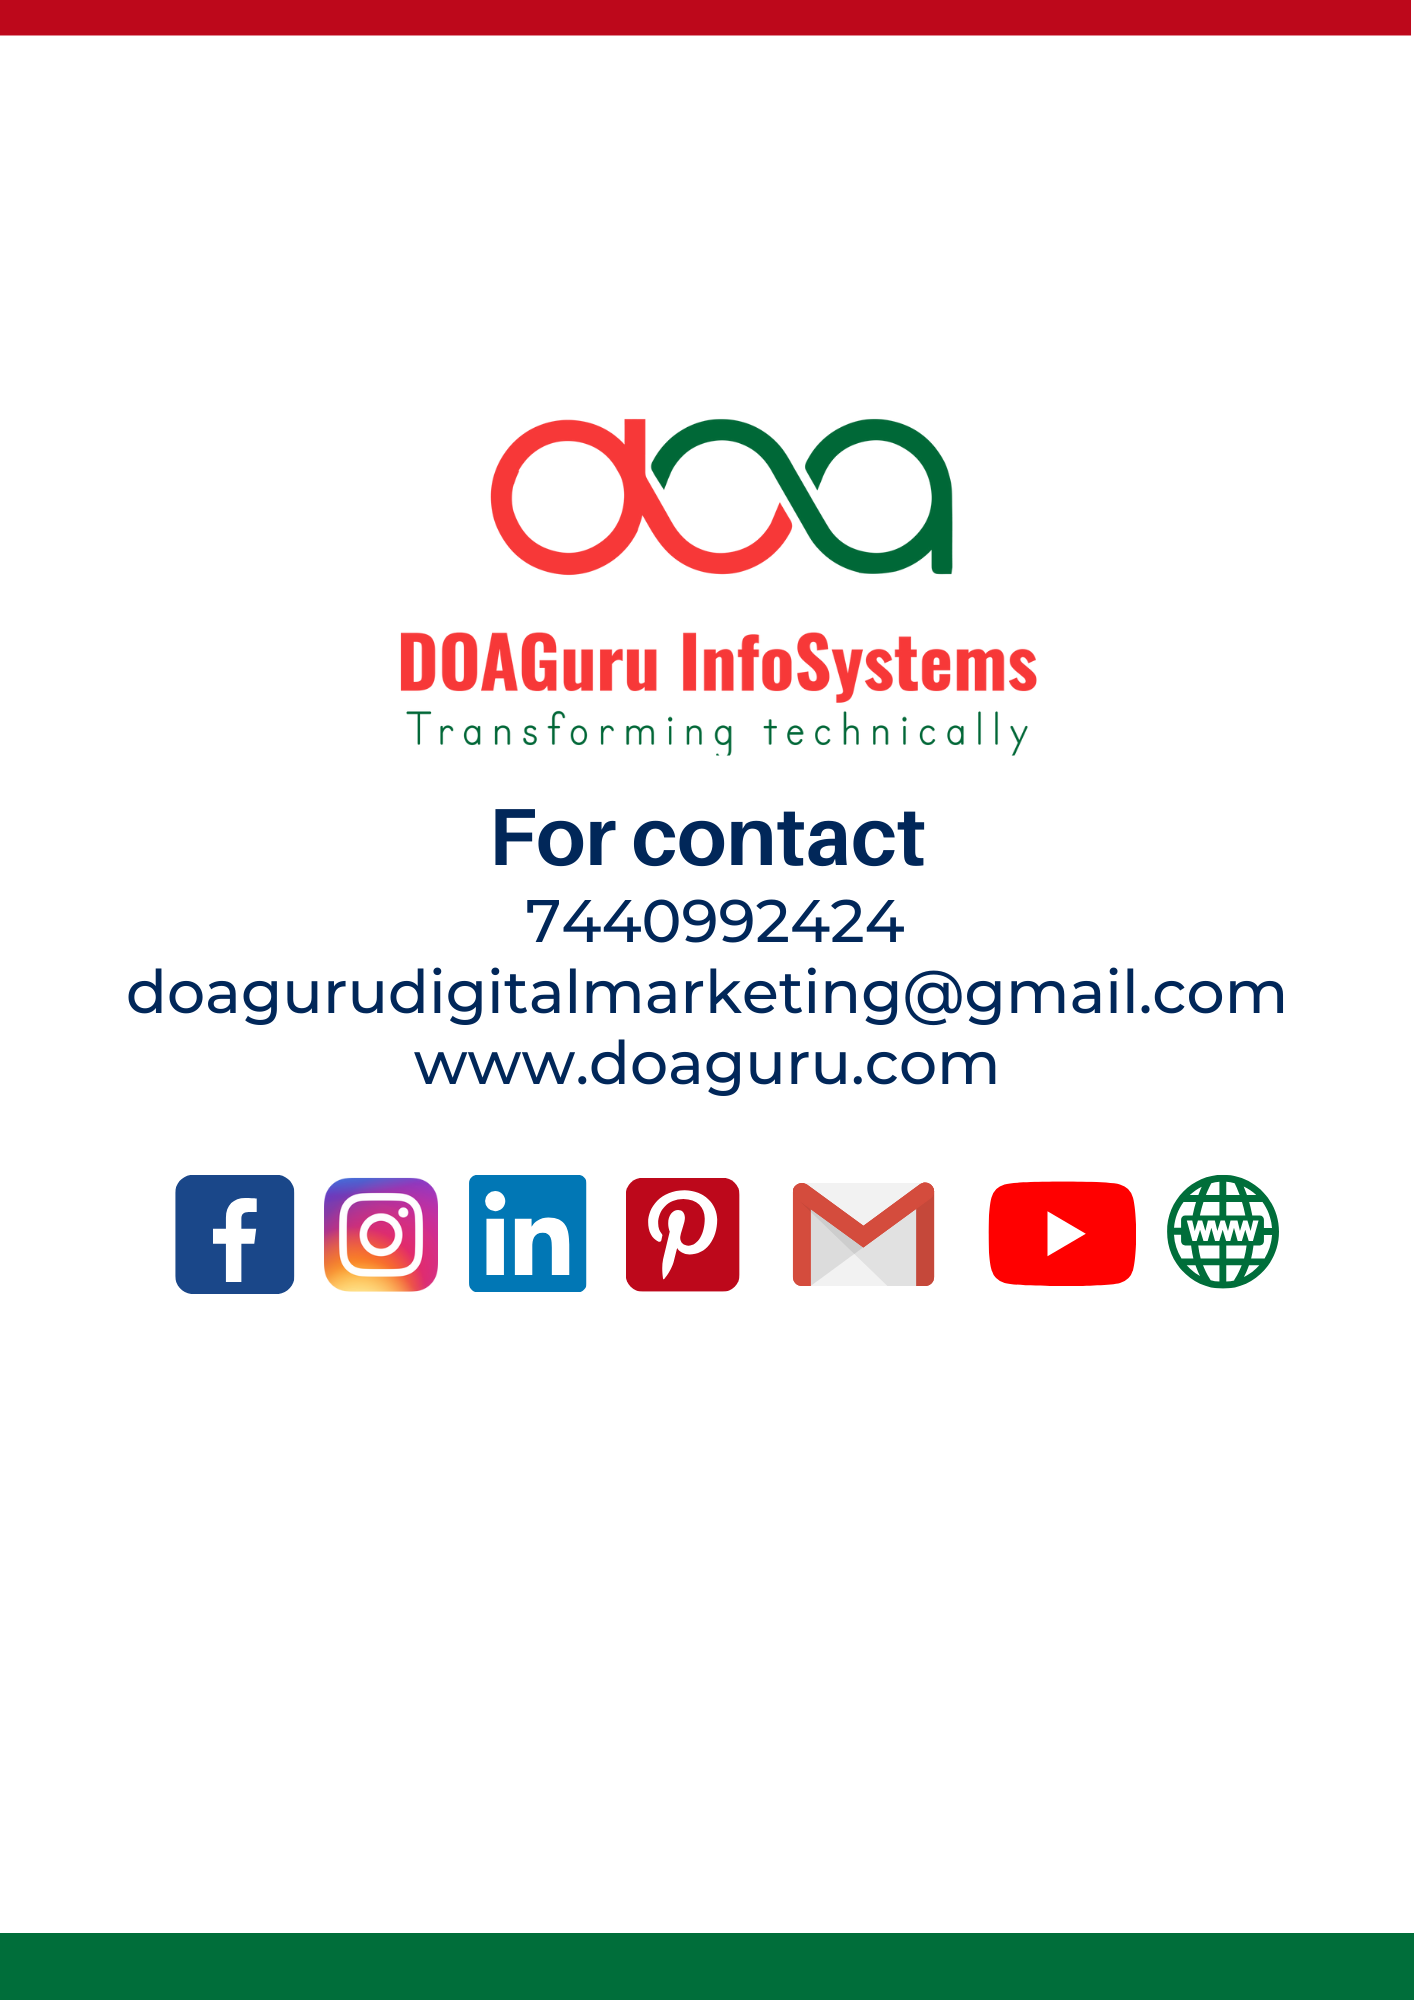 DOAGuru InfoSystems
Transforming technically
For contact
7440992424
doagurudigitalmarketing@gmail.com
www.doaguru.com
WWW